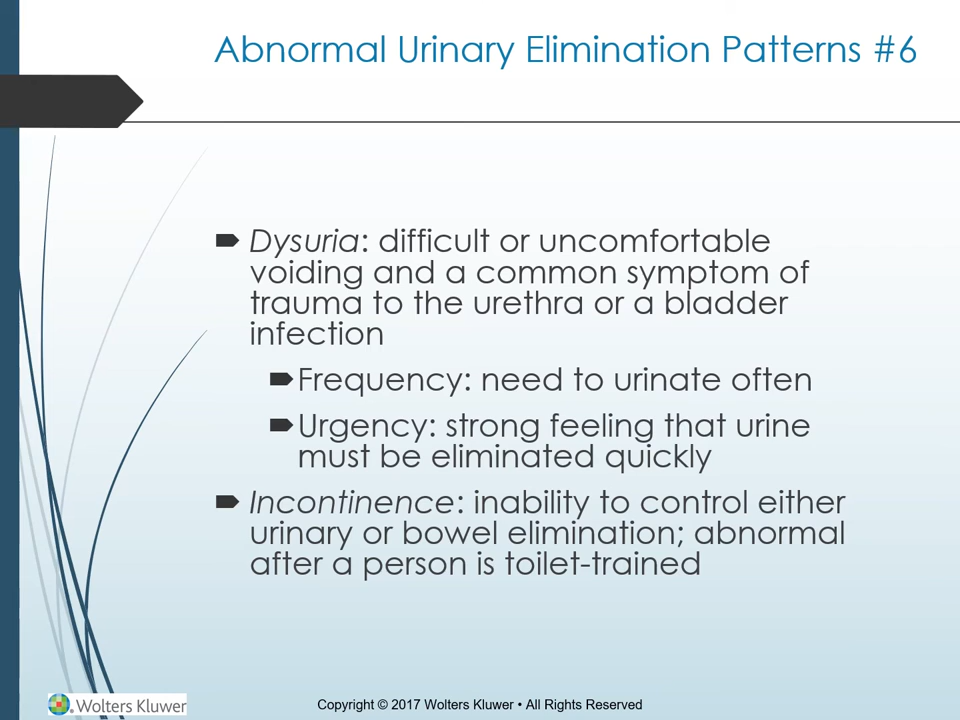 Abnormal Urinary Elimination Patterns #6
Dysuria: difficult or uncomfortable
voiding and a common symptom of
trauma to the urethra or a bladder
infection
Frequency: need to urinate often
Urgency: strong feeling that urine
must be eliminated quickly
Incontinence: inability to control either
urinary or bowel elimination; abnormal
after a person is toilet-trained
Wolters Kluwer
Copyright © 2017 Wolters Kluwer • All Rights Reserved